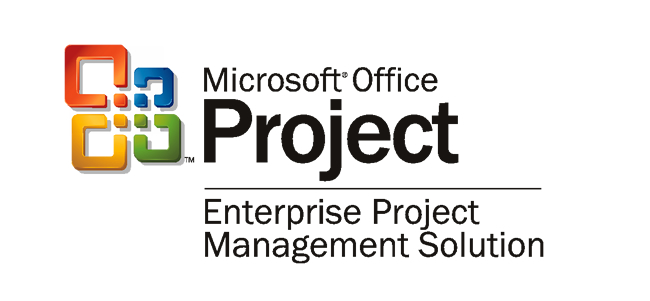 Microsoft® Office
Project
™
Enterprise Project
Management Solution